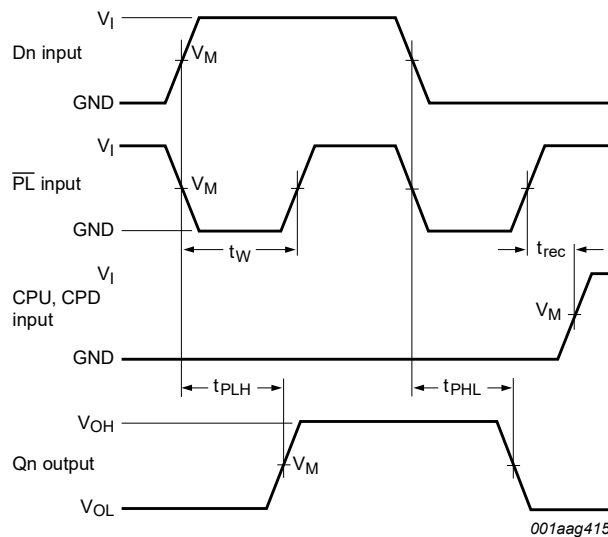 V_I
Dn input
V_M
GND
V_I
P̅L̅ input
V_M
GND
t_W
t_rec
V_I
CPU, CPD
input
V_M
GND
t_PLH
t_PHL
V_OH
Qn output
V_M
V_OL
001aag415